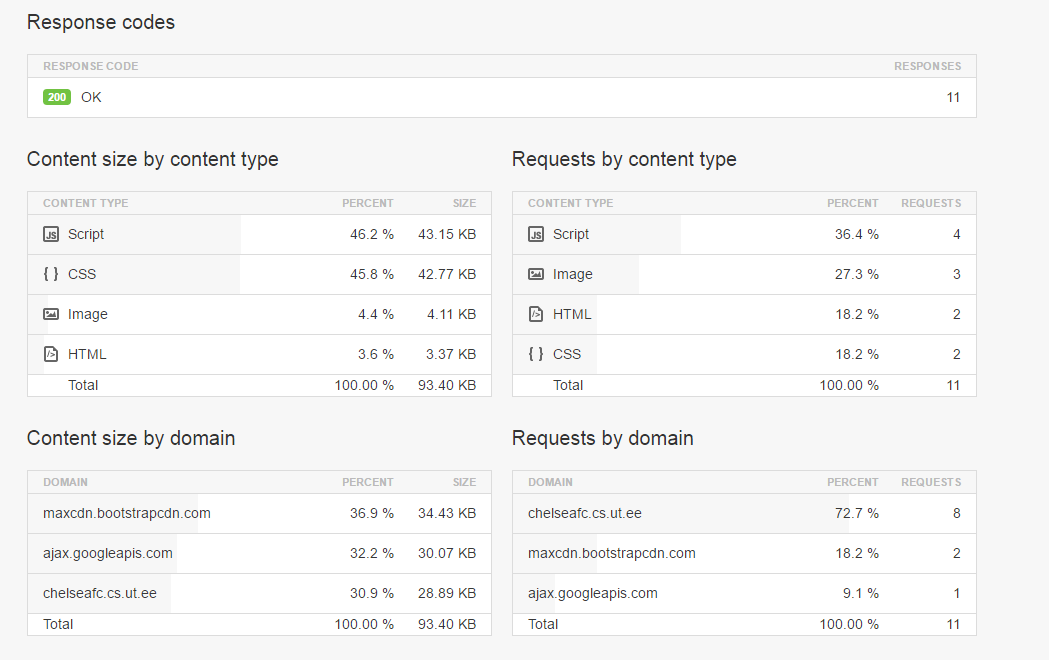 Response codes
RESPONSE CODE RESPONSES
200 OK 11
Content size by content type
CONTENT TYPE PERCENT SIZE
JS Script 46.2 % 43.15 KB
{ } CSS 45.8 % 42.77 KB
Image 4.4 % 4.11 KB
</> HTML 3.6 % 3.37 KB
Total 100.00 % 93.40 KB
Requests by content type
CONTENT TYPE PERCENT REQUESTS
JS Script 36.4 % 4
Image 27.3 % 3
</> HTML 18.2 % 2
{ } CSS 18.2 % 2
Total 100.00 % 11
Content size by domain
DOMAIN PERCENT SIZE
maxcdn.bootstrapcdn.com 36.9 % 34.43 KB
ajax.googleapis.com 32.2 % 30.07 KB
chelseafc.cs.ut.ee 30.9 % 28.89 KB
Total 100.00 % 93.40 KB
Requests by domain
DOMAIN PERCENT REQUESTS
chelseafc.cs.ut.ee 72.7 % 8
maxcdn.bootstrapcdn.com 18.2 % 2
ajax.googleapis.com 9.1 % 1
Total 100.00 % 11